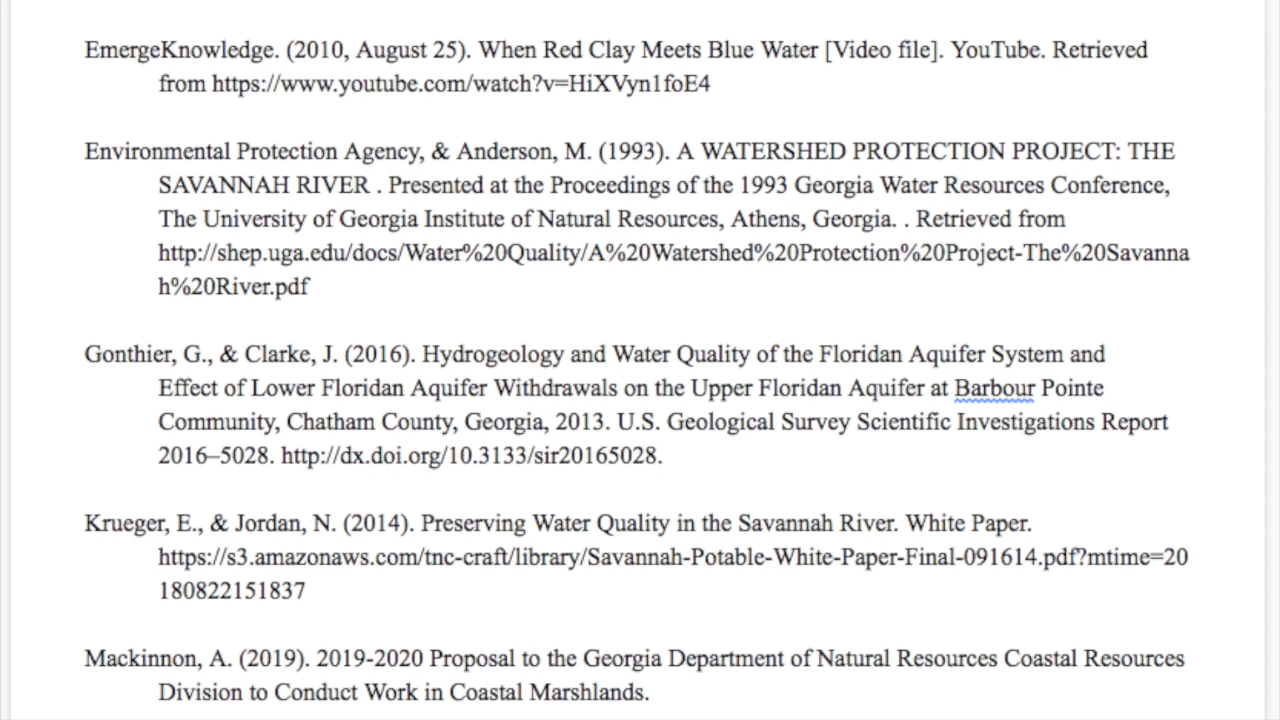 EmergeKnowledge. (2010, August 25). When Red Clay Meets Blue Water [Video file]. YouTube. Retrieved
from https://www.youtube.com/watch?v=HiXVyn1foE4
Environmental Protection Agency, & Anderson, M. (1993). A WATERSHED PROTECTION PROJECT: THE
SAVANNAH RIVER . Presented at the Proceedings of the 1993 Georgia Water Resources Conference,
The University of Georgia Institute of Natural Resources, Athens, Georgia. . Retrieved from
http://shep.uga.edu/docs/Water%20Quality/A%20Watershed%20Protection%20Project-The%20Savanna
h%20River.pdf
Gonthier, G., & Clarke, J. (2016). Hydrogeology and Water Quality of the Floridan Aquifer System and
Effect of Lower Floridan Aquifer Withdrawals on the Upper Floridan Aquifer at Barbour Pointe
Community, Chatham County, Georgia, 2013. U.S. Geological Survey Scientific Investigations Report
2016–5028. http://dx.doi.org/10.3133/sir20165028.
Krueger, E., & Jordan, N. (2014). Preserving Water Quality in the Savannah River. White Paper.
https://s3.amazonaws.com/tnc-craft/library/Savannah-Potable-White-Paper-Final-091614.pdf?mtime=20
180822151837
Mackinnon, A. (2019). 2019-2020 Proposal to the Georgia Department of Natural Resources Coastal Resources
Division to Conduct Work in Coastal Marshlands.